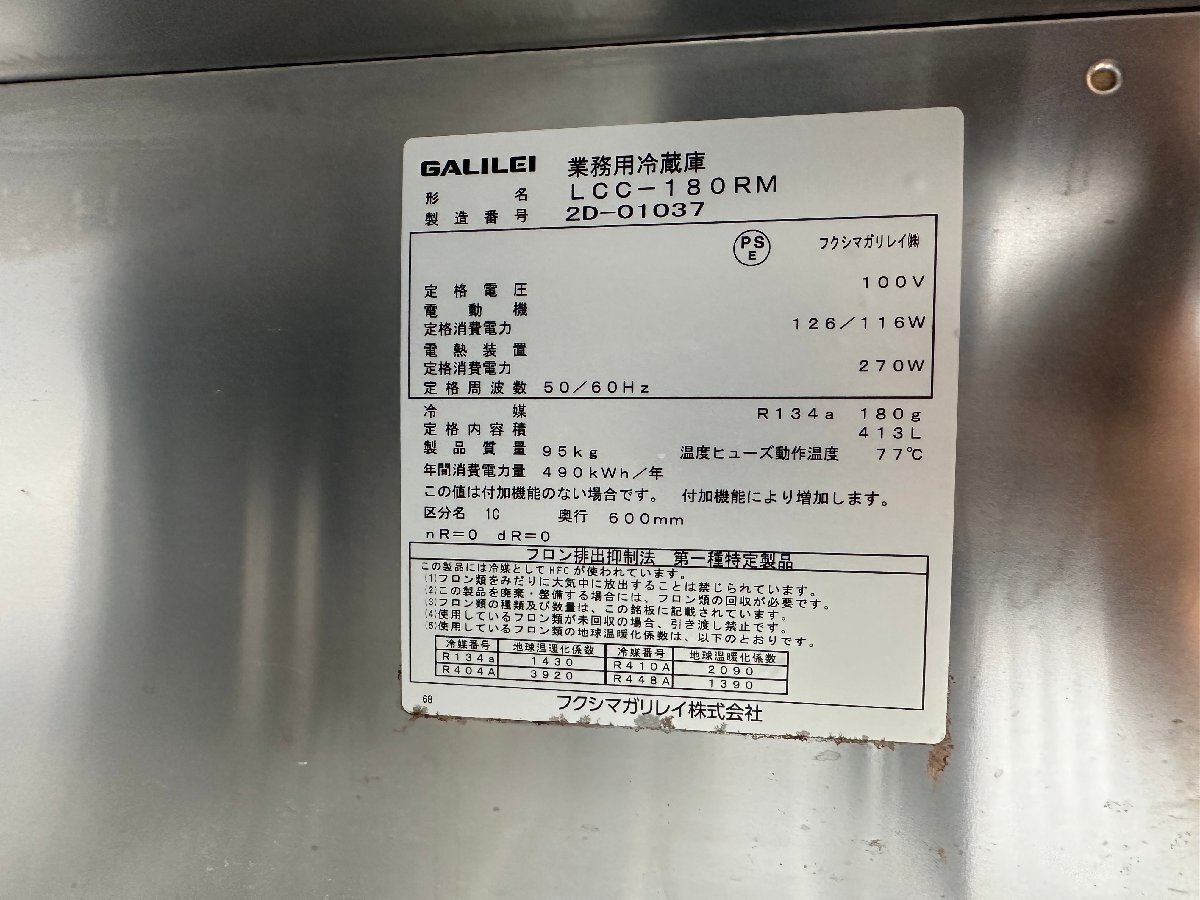 GALILEI 業務用冷蔵庫
形名 LCC-180RM
製造番号 2D-01037
PS E フクシマガリレイ㈱
定格電圧 100V
電動機
定格消費電力 126/116W
電熱装置
定格消費電力 270W
定格周波数 50/60Hz
冷媒 R134a 180g
定格内容積 413L
製品質量 95kg 温度ヒューズ動作温度 77℃
年間消費電力量 490kWh/年
この値は付加機能のない場合です。 付加機能により増加します。
区分名 1C 奥行 600mm
nR=0 dR=0
フロン排出抑制法 第一種特定製品
この製品には冷媒としてHFCが使われています。
(1)フロン類をみだりに大気中に放出することは禁じられています。
(2)この製品を廃棄・整備する場合には、フロン類の回収が必要です。
(3)フロン類の種類及び数量は、この銘板に記載されています。
(4)使用しているフロン類が未回収の場合、引き渡し禁止です。
(5)使用しているフロン類の地球温暖化係数は、以下のとおりです。
冷媒番号 地球温暖化係数 冷媒番号 地球温暖化係数
R134a 1430 R410A 2090
R404A 3920 R448A 1390
68 フクシマガリレイ株式会社